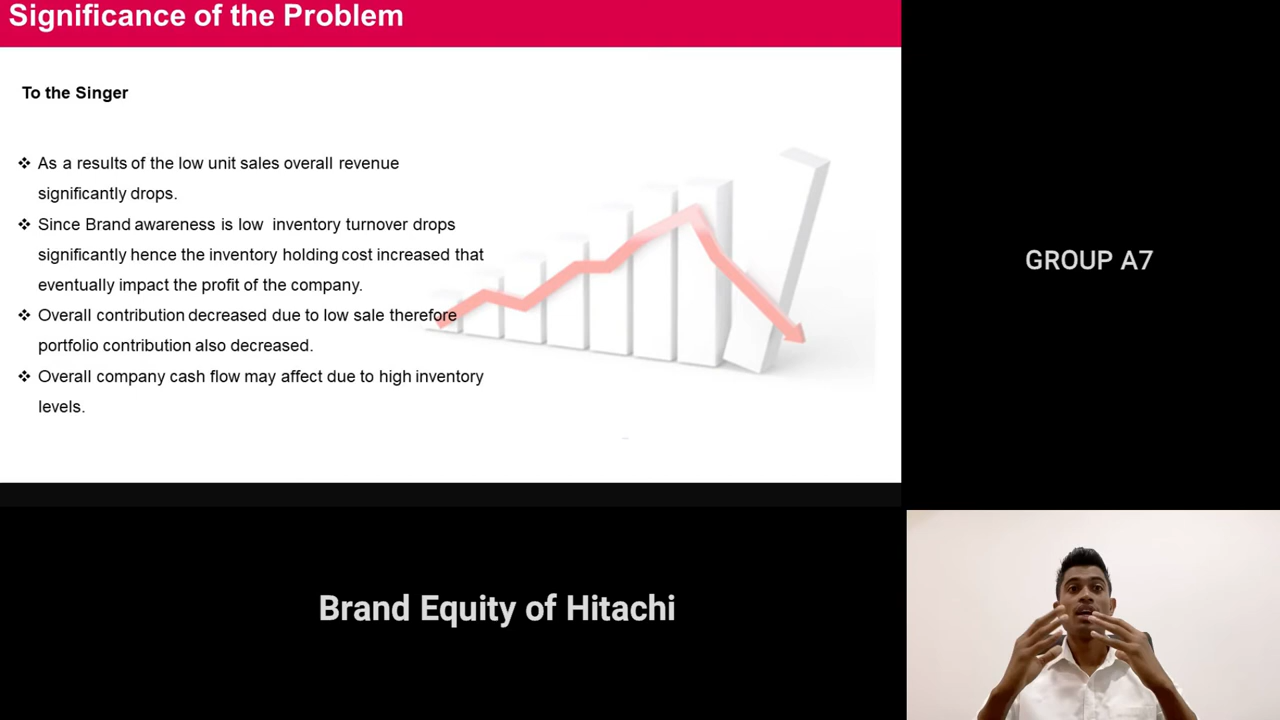 Significance of the Problem
To the Singer
❖ As a results of the low unit sales overall revenue
significantly drops.
❖ Since Brand awareness is low inventory turnover drops
significantly hence the inventory holding cost increased that
eventually impact the profit of the company.
❖ Overall contribution decreased due to low sale therefore
portfolio contribution also decreased.
❖ Overall company cash flow may affect due to high inventory
levels.
GROUP A7
Brand Equity of Hitachi